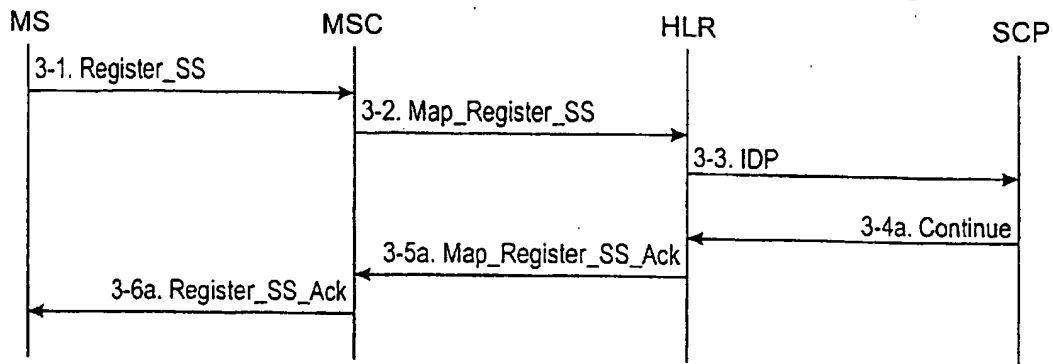 MS MSC HLR SCP
3-1. Register_SS
3-2. Map_Register_SS
3-3. IDP
3-4a. Continue
3-5a. Map_Register_SS_Ack
3-6a. Register_SS_Ack